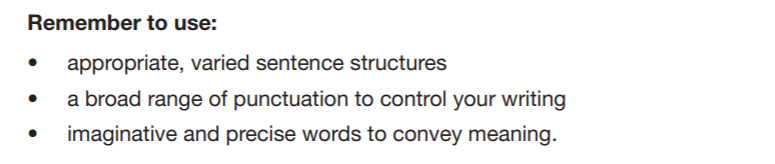 Remember to use:
• appropriate, varied sentence structures
• a broad range of punctuation to control your writing
• imaginative and precise words to convey meaning.